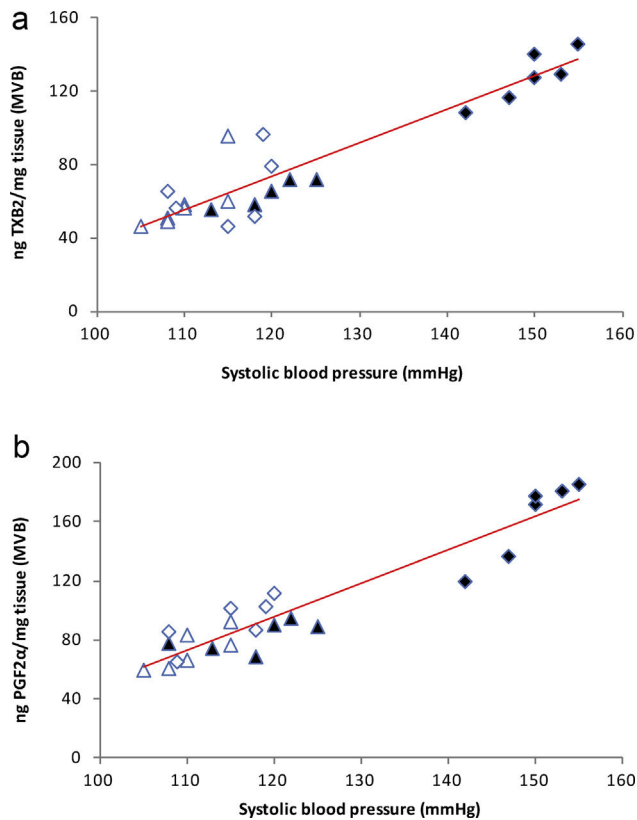 a
160
120
80
40
0
ng TXB2/mg tissue (MVB)
100 110 120 130 140 150 160
Systolic blood pressure (mmHg)
b
200
160
120
80
40
0
ng PGF2α/mg tissue (MVB)
100 110 120 130 140 150 160
Systolic blood pressure (mmHg)